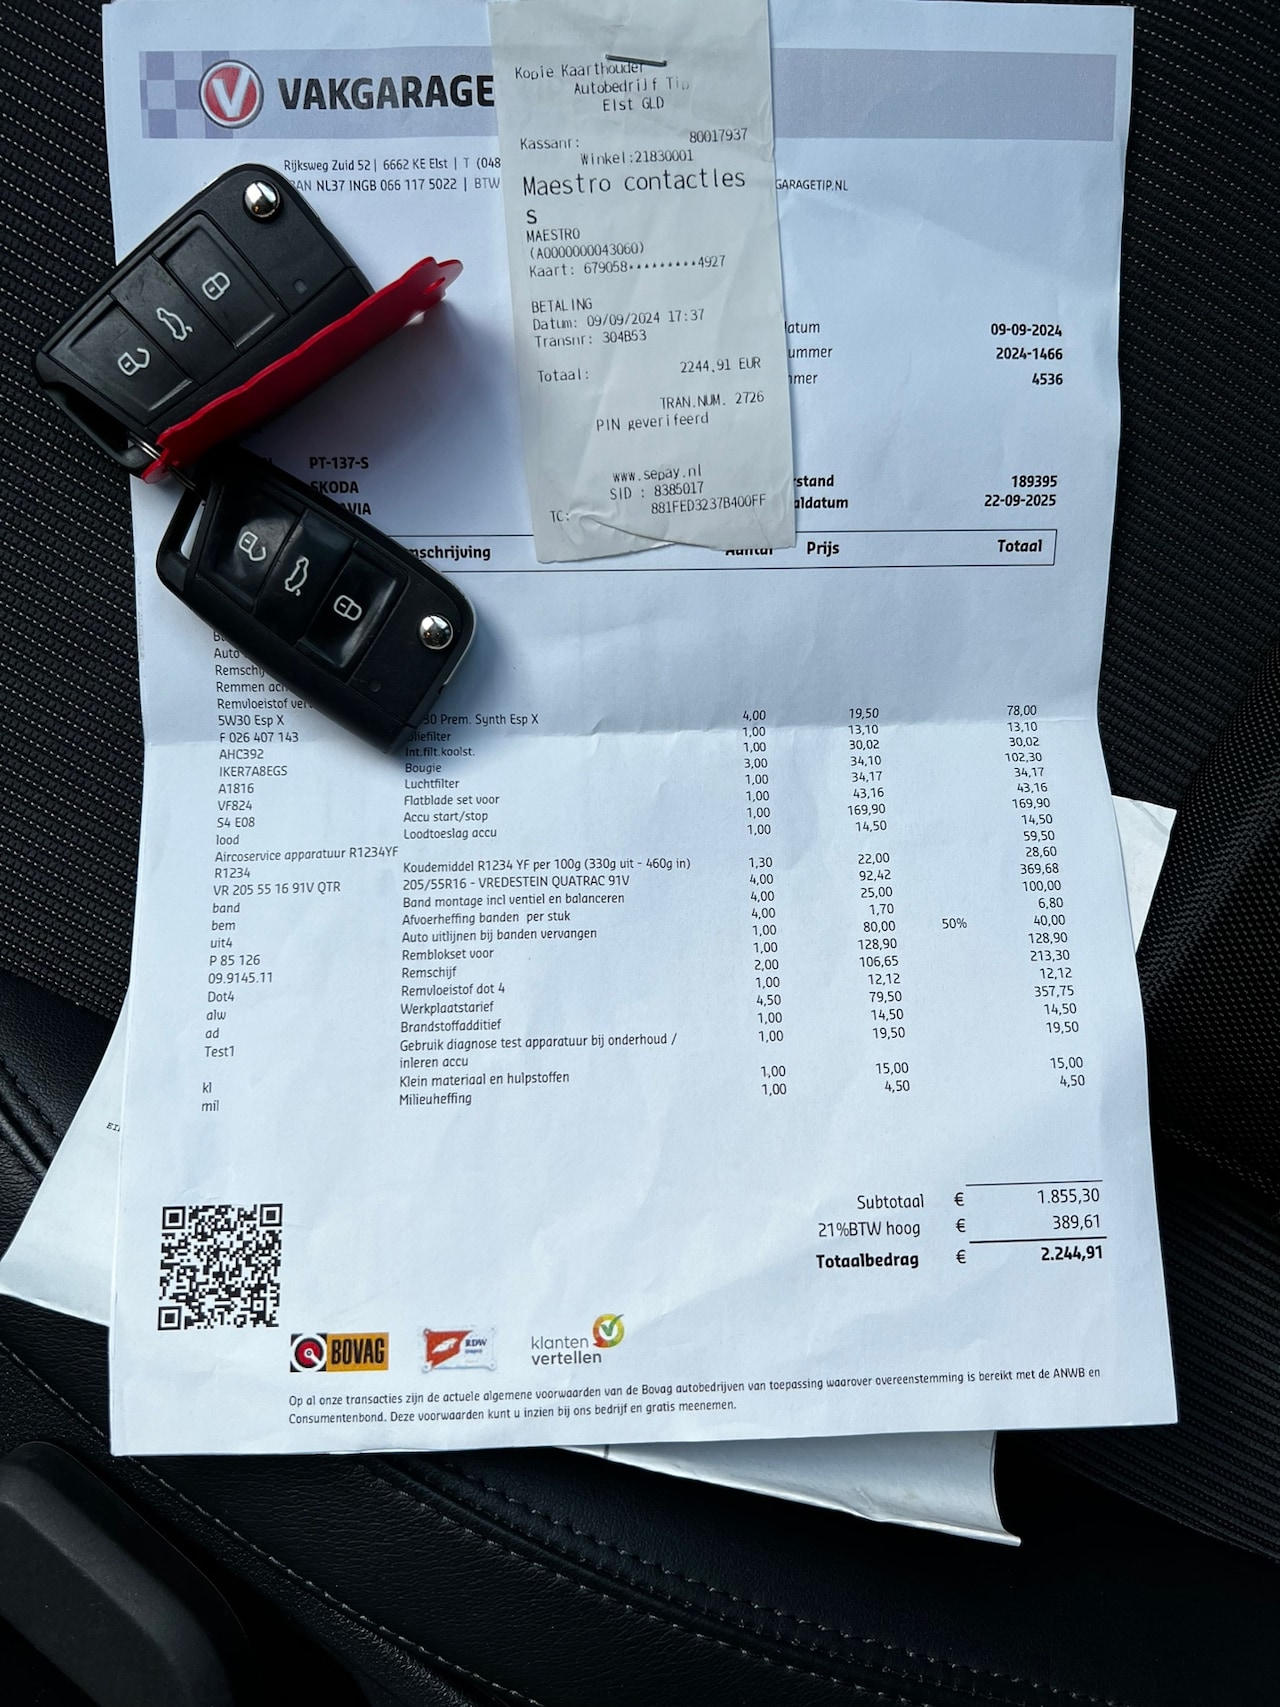 VAKGARAGE
Rijksweg Zuid 52 | 6662 KE Elst | T (048
NL37 INGB 066 117 5022 | BTW
GARAGETIP.NL
Kopie Kaarthouder
Autobedrijf Tip
Elst GLD
Kassanr: 80017937
Winkel:21830001
Maestro contactles
s
MAESTRO
(A0000000043060)
Kaart: 679058*********4927
BETALING
Datum: 09/09/2024 17:37
Transnr: 304B53
Totaal: 2244,91 EUR
TRAN.NUM. 2726
PIN geverifeerd
www.sepay.nl
SID : 8385017
TC: 881FED3237B400FF
datum 09-09-2024
ummer 2024-1466
mer 4536
PT-137-S
SKODA
AVIA
stand 189395
aldatum 22-09-2025
mschrijving Aantal Prijs Totaal
Auto
Remschij
Remmen ach
Remvloeistof ver
5W30 Esp X 30 Prem. Synth Esp X 4,00 19,50 78,00
F 026 407 143 oliefilter 1,00 13,10 13,10
AHC392 Int.filt.koolst. 1,00 30,02 30,02
IKER7A8EGS Bougie 3,00 34,10 102,30
A1816 Luchtfilter 1,00 34,17 34,17
VF824 Flatblade set voor 1,00 43,16 43,16
S4 E08 Accu start/stop 1,00 169,90 169,90
lood Loodtoeslag accu 1,00 14,50 14,50
Aircoservice apparatuur R1234YF 59,50
R1234 Koudemiddel R1234 YF per 100g (330g uit - 460g in) 1,30 22,00 28,60
VR 205 55 16 91V QTR 205/55R16 - VREDESTEIN QUATRAC 91V 4,00 92,42 369,68
band Band montage incl ventiel en balanceren 4,00 25,00 100,00
bem Afvoerheffing banden per stuk 4,00 1,70 6,80
uit4 Auto uitlijnen bij banden vervangen 1,00 80,00 50% 40,00
P 85 126 Remblokset voor 1,00 128,90 128,90
09.9145.11 Remschijf 2,00 106,65 213,30
Dot4 Remvloeistof dot 4 1,00 12,12 12,12
alw Werkplaatstarief 4,50 79,50 357,75
ad Brandstoffadditief 1,00 14,50 14,50
Test1 Gebruik diagnose test apparatuur bij onderhoud / 1,00 19,50 19,50
inleren accu
kl Klein materiaal en hulpstoffen 1,00 15,00 15,00
mil Milieuheffing 1,00 4,50 4,50
Subtotaal € 1.855,30
21%BTW hoog € 389,61
Totaalbedrag € 2.244,91
BOVAG
RDW
klanten
vertellen
Op al onze transacties zijn de actuele algemene voorwaarden van de Bovag autobedrijven van toepassing waarover overeenstemming is bereikt met de ANWB en
Consumentenbond. Deze voorwaarden kunt u inzien bij ons bedrijf en gratis meenemen.